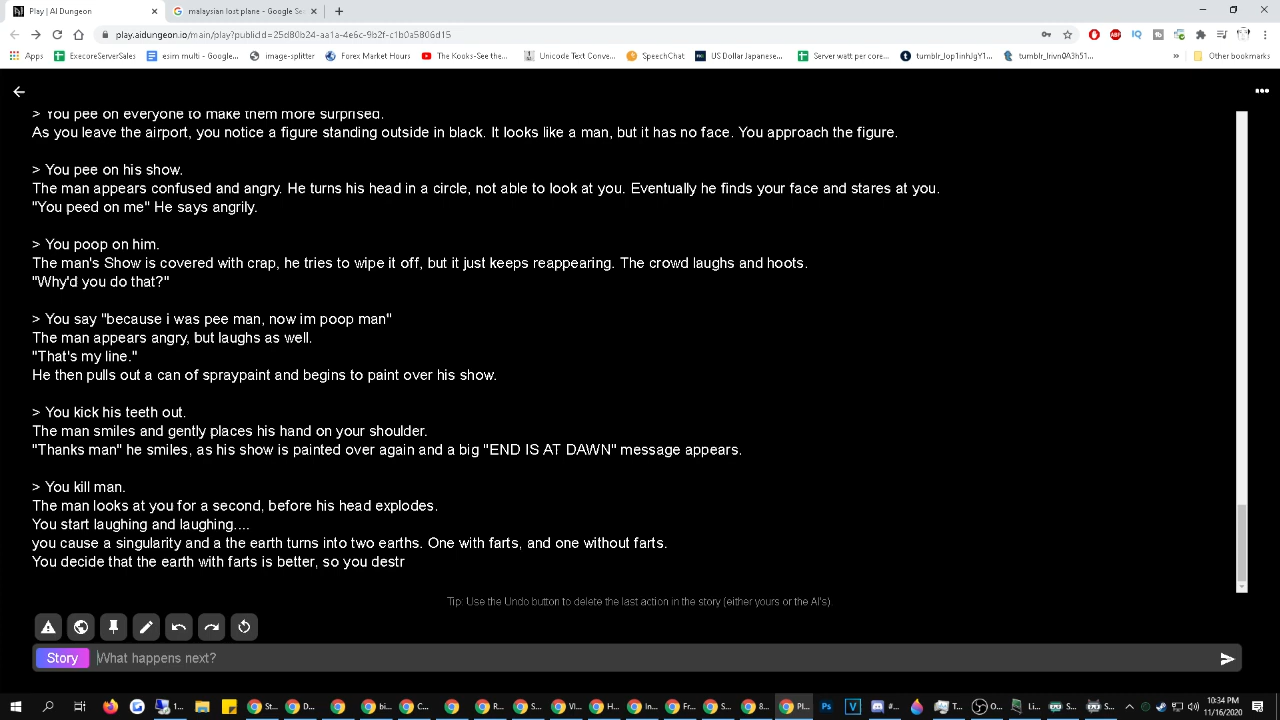 Play | AI Dungeon
malaysian lost plane - Google Se
play.aidungeon.io/main/play?publicId=25d80b24-aa1a-4e6c-9b2f-c1b0a5806d15
Apps ExecoreServerSales esim multi - Google... image-splitter Forex Market Hours The Kooks-See the... Unicode Text Conve... SpeechChat US Dollar Japanese... Server watt per core... tumblr_lop1inhJgY1... tumblr_lnvn0A3h51... » Other bookmarks
> You pee on everyone to make them more surprised.
As you leave the airport, you notice a figure standing outside in black. It looks like a man, but it has no face. You approach the figure.
> You pee on his show.
The man appears confused and angry. He turns his head in a circle, not able to look at you. Eventually he finds your face and stares at you.
"You peed on me" He says angrily.
> You poop on him.
The man's Show is covered with crap, he tries to wipe it off, but it just keeps reappearing. The crowd laughs and hoots.
"Why'd you do that?"
> You say "because i was pee man, now im poop man"
The man appears angry, but laughs as well.
"That's my line."
He then pulls out a can of spraypaint and begins to paint over his show.
> You kick his teeth out.
The man smiles and gently places his hand on your shoulder.
"Thanks man" he smiles, as his show is painted over again and a big "END IS AT DAWN" message appears.
> You kill man.
The man looks at you for a second, before his head explodes.
You start laughing and laughing....
you cause a singularity and a the earth turns into two earths. One with farts, and one without farts.
You decide that the earth with farts is better, so you destr
Tip: Use the Undo button to delete the last action in the story (either yours or the AI's)
Story What happens next?
1... St... D... bi... C... R... S... Vi... H... In... Fr... S... 8... Pl... #... T... O... Li... S... S...
10:34 PM
11/16/2020